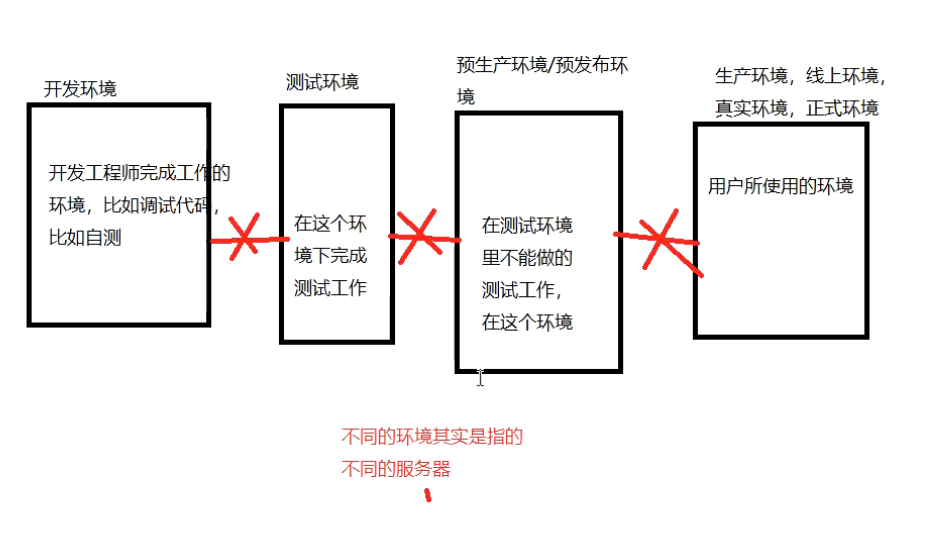 开发环境
开发工程师完成工作的
环境，比如调试代码，
比如自测
测试环境
在这个环
境下完成
测试工作
预生产环境/预发布环
境
在测试环境
里不能做的
测试工作，
在这个环境
生产环境，线上环境，
真实环境，正式环境
用户所使用的环境
不同的环境其实是指的
不同的服务器